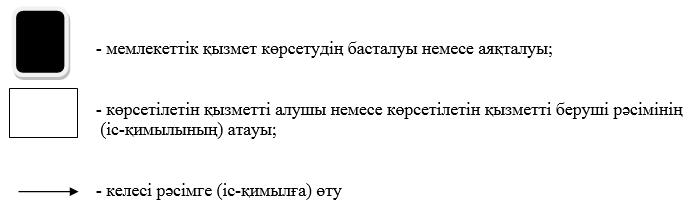 - мемлекеттік қызмет көрсетудің басталуы немесе аяқталуы;
- көрсетілетін қызметті алушы немесе көрсетілетін қызметті беруші рәсімінің
(іс-қимылының) атауы;
- келесі рәсімге (іс-қимылға) өту